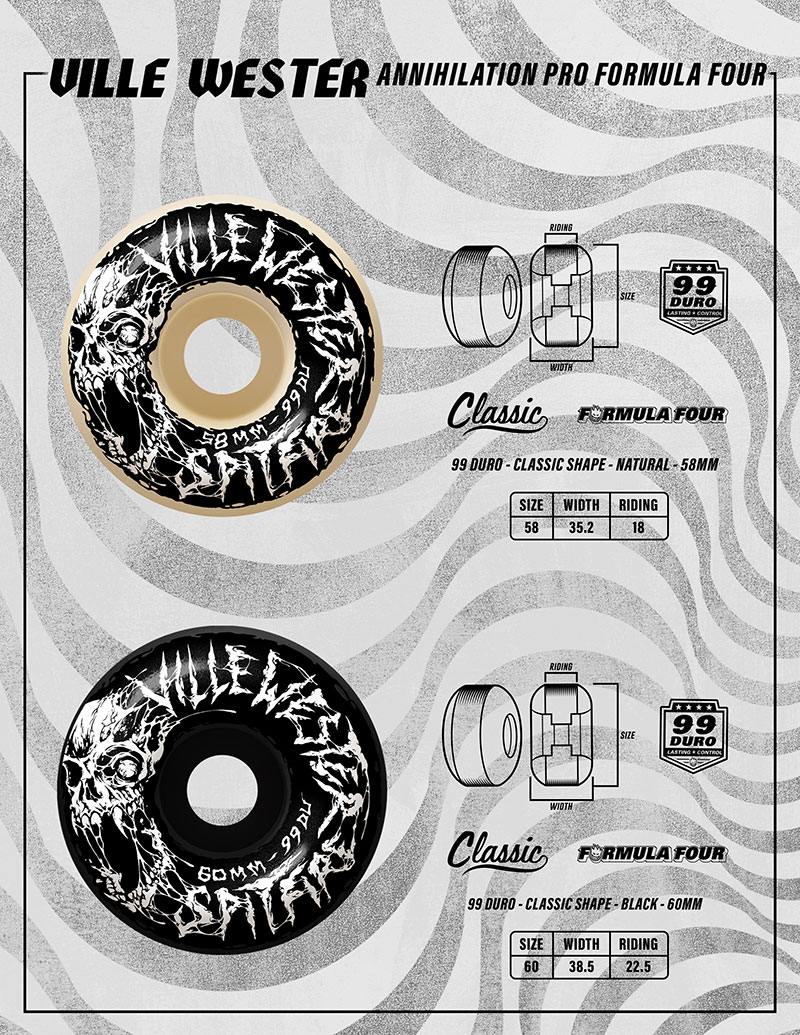 VILLE WESTER ANNIHILATION PRO FORMULA FOUR
VILLE WESTER
58MM - 99DU
SPITFIRE
RIDING
SIZE
WIDTH
99
DURO
LASTING + CONTROL
Classic
FORMULA FOUR
99 DURO - CLASSIC SHAPE - NATURAL - 58MM
SIZE WIDTH RIDING
58 35.2 18
VILLE WESTER
60MM - 99DU
SPITFIRE
RIDING
SIZE
WIDTH
99
DURO
LASTING + CONTROL
Classic
FORMULA FOUR
99 DURO - CLASSIC SHAPE - BLACK - 60MM
SIZE WIDTH RIDING
60 38.5 22.5